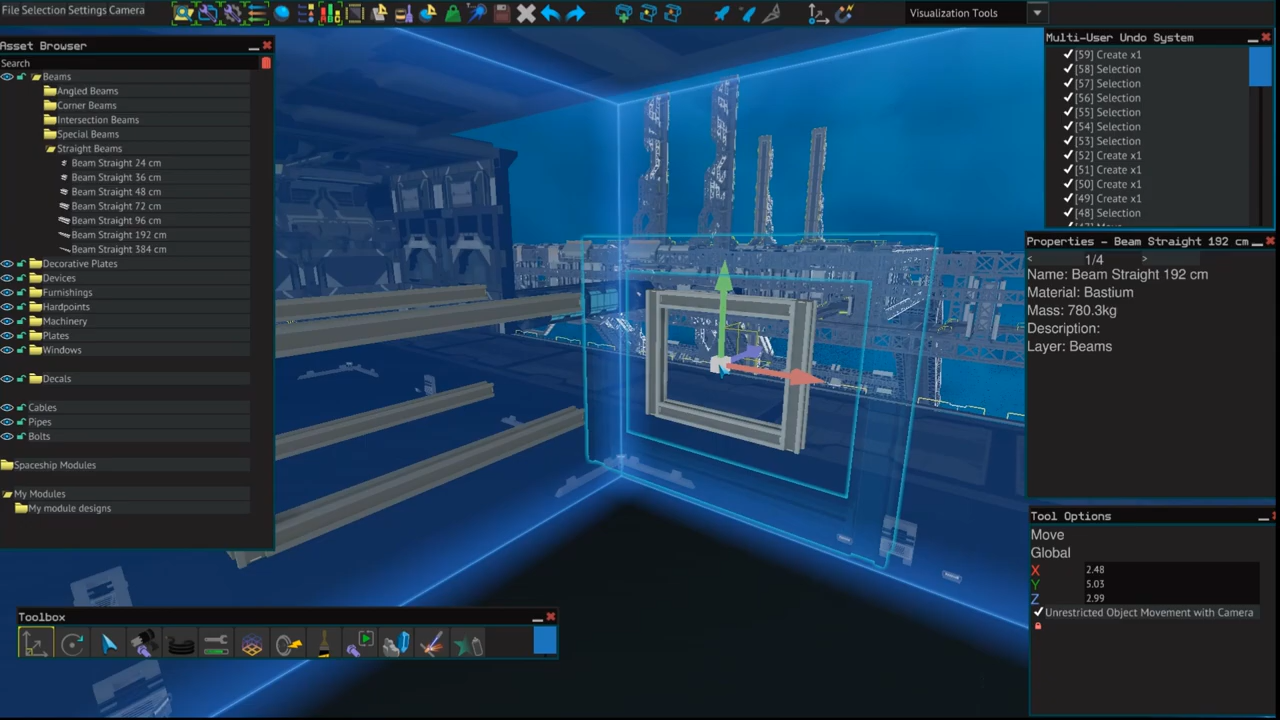 File Selection Settings Camera
Visualization Tools
Asset Browser
Search
Beams
Angled Beams
Corner Beams
Intersection Beams
Special Beams
Straight Beams
Beam Straight 24 cm
Beam Straight 36 cm
Beam Straight 48 cm
Beam Straight 72 cm
Beam Straight 96 cm
Beam Straight 192 cm
Beam Straight 384 cm
Decorative Plates
Devices
Furnishings
Hardpoints
Machinery
Plates
Windows
Decals
Cables
Pipes
Bolts
Spaceship Modules
My Modules
My module designs
Multi-User Undo System
[59] Create x1
[58] Selection
[57] Selection
[56] Selection
[55] Selection
[54] Selection
[53] Selection
[52] Create x1
[51] Create x1
[50] Create x1
[49] Create x1
[48] Selection
Properties - Beam Straight 192 cm
< 1/4 >
Name: Beam Straight 192 cm
Material: Bastium
Mass: 780.3kg
Description:
Layer: Beams
Tool Options
Move
Global
X 2.48
Y 5.03
Z 2.99
Unrestricted Object Movement with Camera
Toolbox